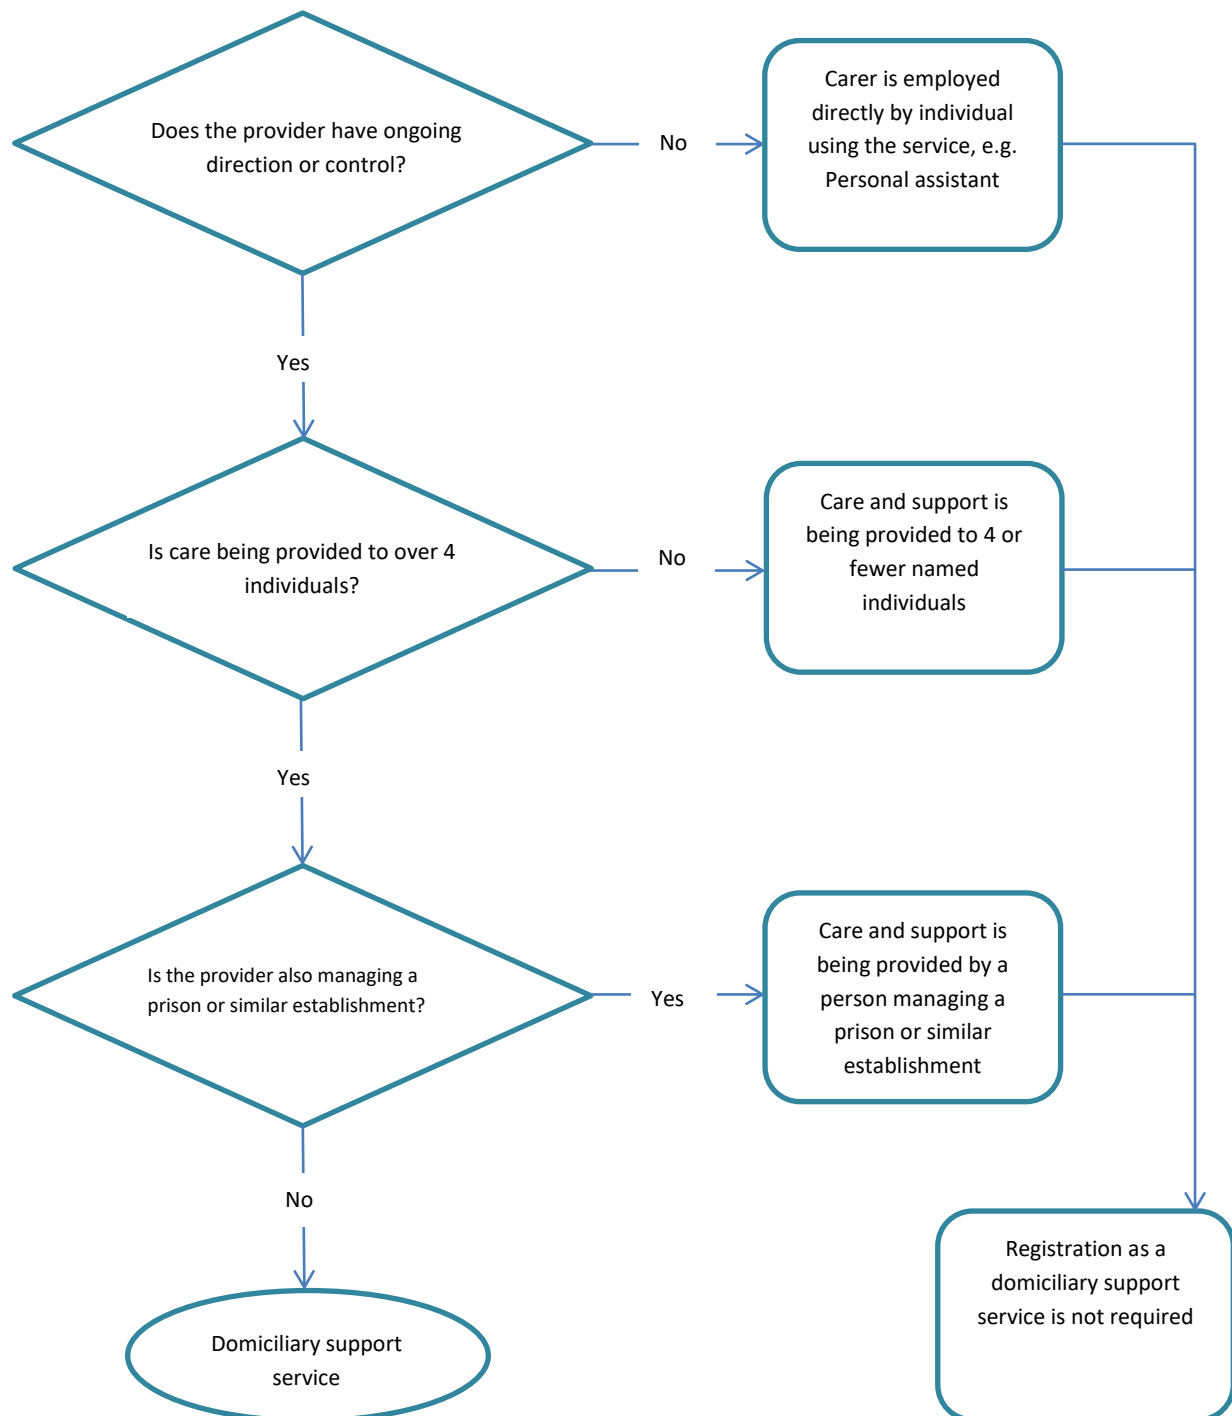 Does the provider have ongoing
direction or control?
No
Carer is employed
directly by individual
using the service, e.g.
Personal assistant
Yes
Is care being provided to over 4
individuals?
No
Care and support is
being provided to 4 or
fewer named
individuals
Yes
Is the provider also managing a
prison or similar establishment?
Yes
Care and support is
being provided by a
person managing a
prison or similar
establishment
No
Registration as a
domiciliary support
service is not required
Domiciliary support
service